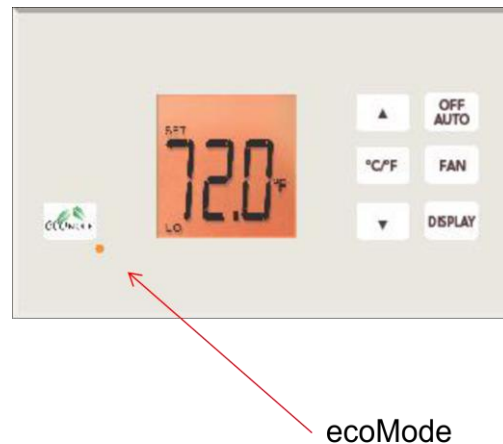 SET
72.0 °F
LO
▲
OFF
AUTO
°C/°F
FAN
▼
DISPLAY
ecoMode